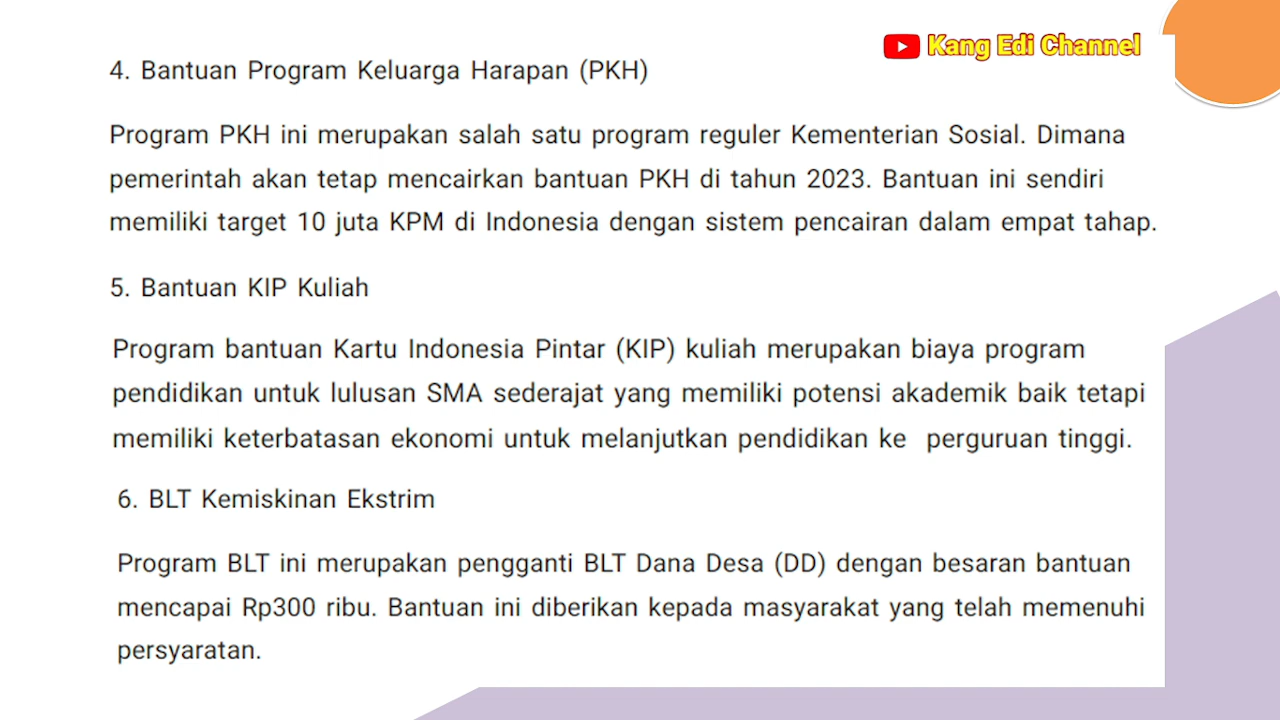 Kang Edi Channel
4. Bantuan Program Keluarga Harapan (PKH)
Program PKH ini merupakan salah satu program reguler Kementerian Sosial. Dimana
pemerintah akan tetap mencairkan bantuan PKH di tahun 2023. Bantuan ini sendiri
memiliki target 10 juta KPM di Indonesia dengan sistem pencairan dalam empat tahap.
5. Bantuan KIP Kuliah
Program bantuan Kartu Indonesia Pintar (KIP) kuliah merupakan biaya program
pendidikan untuk lulusan SMA sederajat yang memiliki potensi akademik baik tetapi
memiliki keterbatasan ekonomi untuk melanjutkan pendidikan ke perguruan tinggi.
6. BLT Kemiskinan Ekstrim
Program BLT ini merupakan pengganti BLT Dana Desa (DD) dengan besaran bantuan
mencapai Rp300 ribu. Bantuan ini diberikan kepada masyarakat yang telah memenuhi
persyaratan.